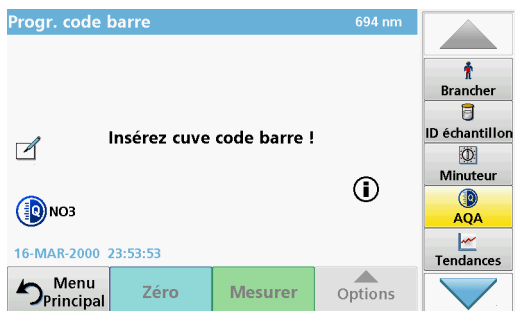 Progr. code barre 694 nm
Insérez cuve code barre !
NO3
16-MAR-2000 23:53:53
Menu
Principal
Zéro
Mesurer
Options
Brancher
ID échantillon
Minuteur
AQA
Tendances